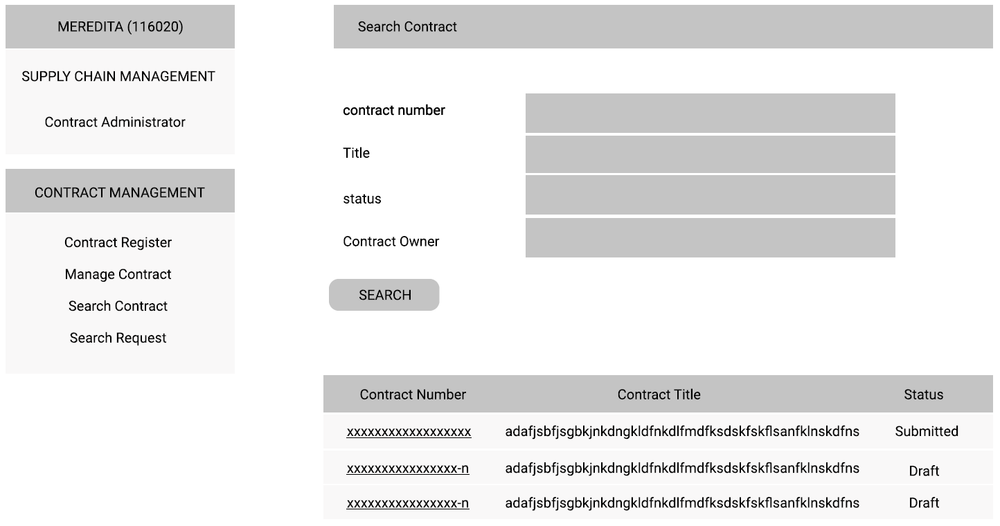 MEREDITA (116020)
SUPPLY CHAIN MANAGEMENT
Contract Administrator
CONTRACT MANAGEMENT
Contract Register
Manage Contract
Search Contract
Search Request
Search Contract
contract number
Title
status
Contract Owner
SEARCH
Contract Number Contract Title Status
xxxxxxxxxxxxxxxxxx adafjsbfjsgbkjnkdngkldfnkdlfmdfksdskfskflsanfklnskdfns Submitted
xxxxxxxxxxxxxxxx-n adafjsbfjsgbkjnkdngkldfnkdlfmdfksdskfskflsanfklnskdfns Draft
xxxxxxxxxxxxxxxx-n adafjsbfjsgbkjnkdngkldfnkdlfmdfksdskfskflsanfklnskdfns Draft